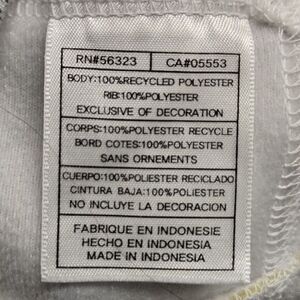 RN#56323 CA#05553
BODY:100%RECYCLED POLYESTER
RIB:100%POLYESTER
EXCLUSIVE OF DECORATION
CORPS:100%POLYESTER RECYCLE
BORD COTES:100%POLYESTER
SANS ORNEMENTS
CUERPO:100%POLIESTER RECICLADO
CINTURA BAJA:100%POLIESTER
NO INCLUYE LA DECORACION
FABRIQUE EN INDONESIE
HECHO EN INDONESIA
MADE IN INDONESIA